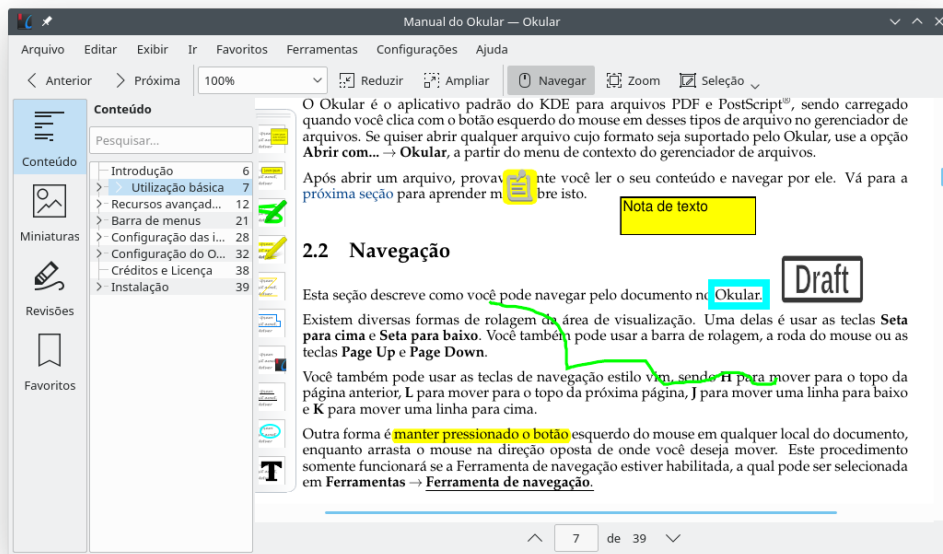 Manual do Okular — Okular
Arquivo Editar Exibir Ir Favoritos Ferramentas Configurações Ajuda
Anterior Próxima 100% Reduzir Ampliar Navegar Zoom Seleção
Conteúdo
Miniaturas
Revisões
Favoritos
Conteúdo
Pesquisar...
Introdução 6
Utilização básica 7
Recursos avançad... 12
Barra de menus 21
Configuração das i... 28
Configuração do O... 32
Créditos e Licença 38
Instalação 39
O Okular é o aplicativo padrão do KDE para arquivos PDF e PostScript®, sendo carregado
quando você clica com o botão esquerdo do mouse em desses tipos de arquivo no gerenciador de
arquivos. Se quiser abrir qualquer arquivo cujo formato seja suportado pelo Okular, use a opção
Abrir com... → Okular, a partir do menu de contexto do gerenciador de arquivos.
Após abrir um arquivo, você ler o seu conteúdo e navegar por ele. Vá para a
próxima seção para aprender isto.
Nota de texto
2.2 Navegação
Draft
Esta seção descreve como você pode navegar pelo documento no Okular.
Existem diversas formas de rolagem da área de visualização. Uma delas é usar as teclas Seta
para cima e Seta para baixo. Você também pode usar a barra de rolagem, a roda do mouse ou as
teclas Page Up e Page Down.
Você também pode usar as teclas de navegação estilo vim, sendo H para mover para o topo da
página anterior, L para mover para o topo da próxima página, J para mover uma linha para baixo
e K para mover uma linha para cima.
Outra forma é manter pressionado o botão esquerdo do mouse em qualquer local do documento,
enquanto arrasta o mouse na direção oposta de onde você deseja mover. Este procedimento
somente funcionará se a Ferramenta de navegação estiver habilitada, a qual pode ser selecionada
em Ferramentas → Ferramenta de navegação.
T
7 de 39